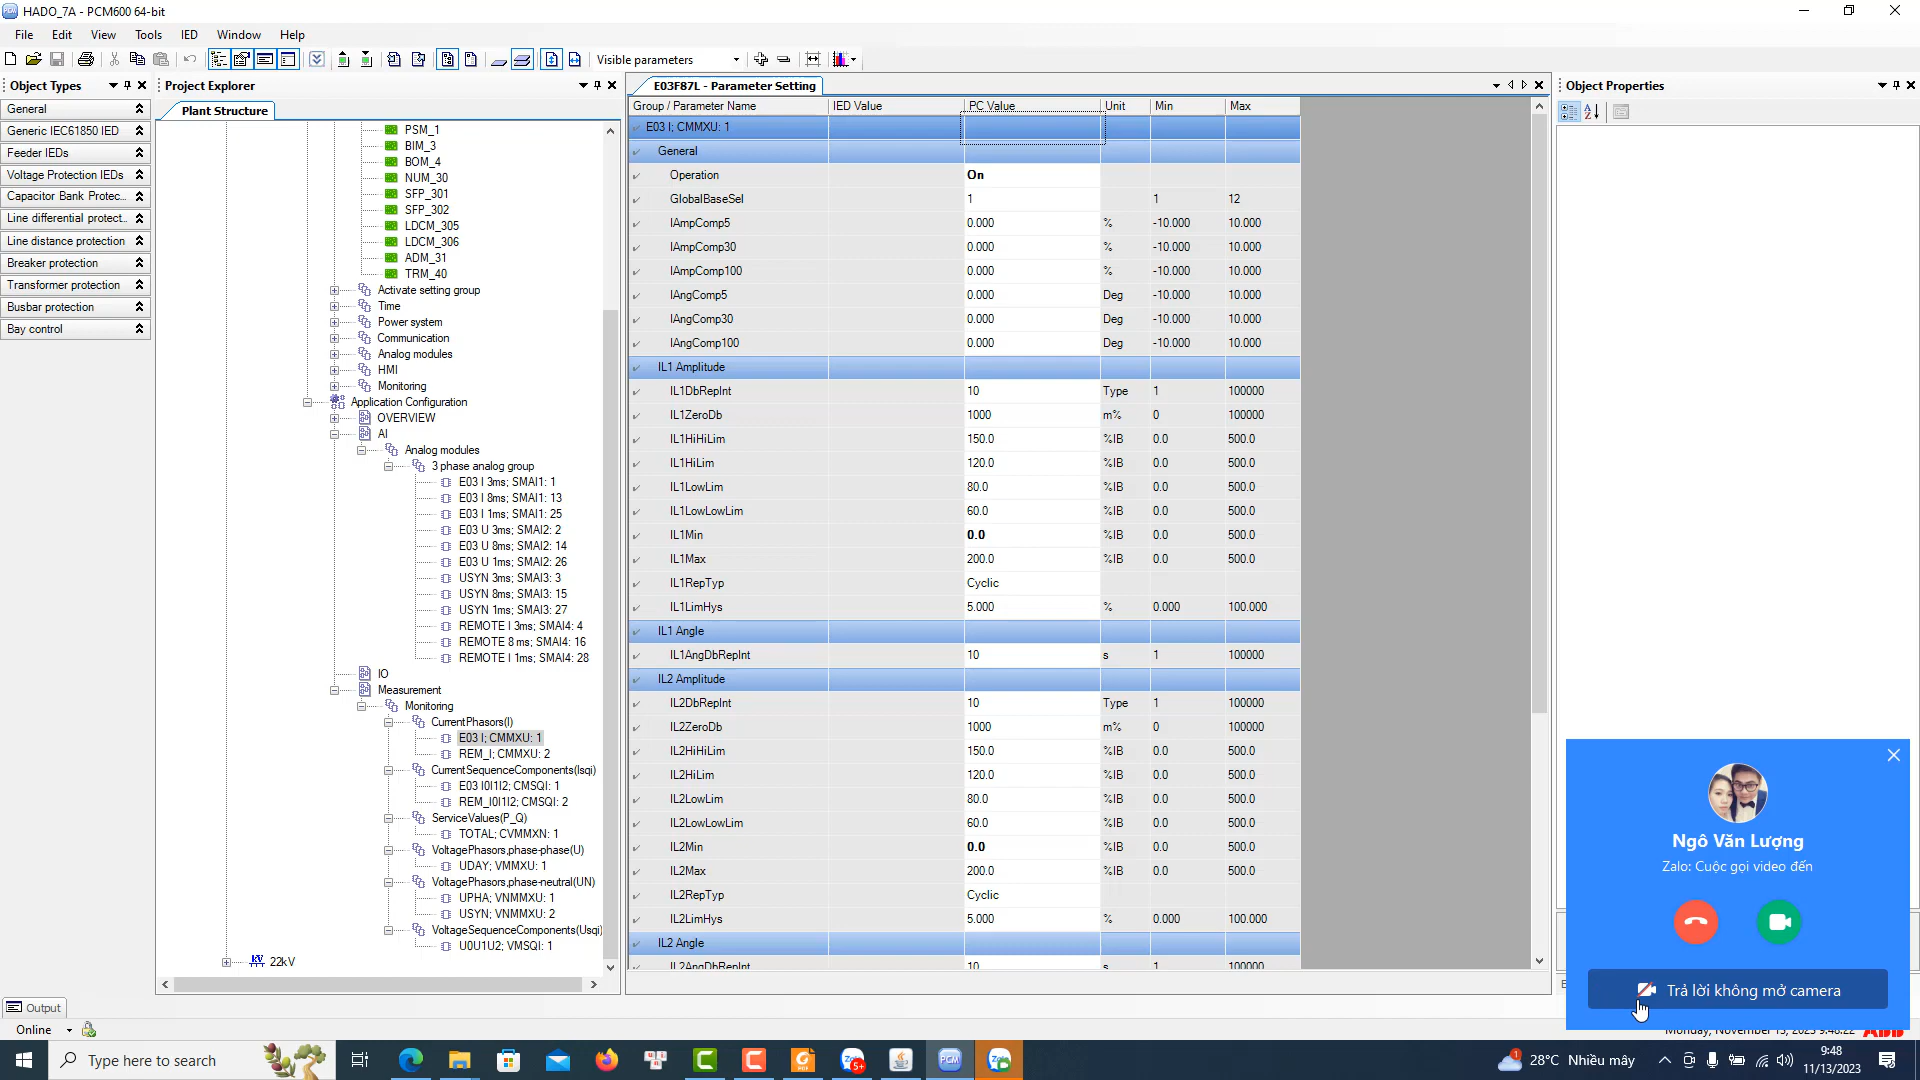 HADO_7A - PCM600 64-bit
File Edit View Tools IED Window Help
Visible parameters
Object Types
General
Generic IEC61850 IED
Feeder IEDs
Voltage Protection IEDs
Capacitor Bank Protec...
Line differential protect...
Line distance protection
Breaker protection
Transformer protection
Busbar protection
Bay control
Project Explorer
Plant Structure
PSM_1
BIM_3
BOM_4
NUM_30
SFP_301
SFP_302
LDCM_305
LDCM_306
ADM_31
TRM_40
Activate setting group
Time
Power system
Communication
Analog modules
HMI
Monitoring
Application Configuration
OVERVIEW
AI
Analog modules
3 phase analog group
E03 I 3ms; SMAI1: 1
E03 I 8ms; SMAI1: 13
E03 I 1ms; SMAI1: 25
E03 U 3ms; SMAI2: 2
E03 U 8ms; SMAI2: 14
E03 U 1ms; SMAI2: 26
USYN 3ms; SMAI3: 3
USYN 8ms; SMAI3: 15
USYN 1ms; SMAI3: 27
REMOTE I 3ms; SMAI4: 4
REMOTE 8 ms; SMAI4: 16
REMOTE I 1ms; SMAI4: 28
IO
Measurement
Monitoring
CurrentPhasors(I)
E03 I; CMMXU: 1
REM_I; CMMXU: 2
CurrentSequenceComponents(Isqi)
E03 I0I1I2; CMSQI: 1
REM_I0I1I2; CMSQI: 2
ServiceValues(P_Q)
TOTAL; CVMMXN: 1
VoltagePhasors,phase-phase(U)
UDAY; VMMXU: 1
VoltagePhasors,phase-neutral(UN)
UPHA; VNMMXU: 1
USYN; VNMMXU: 2
VoltageSequenceComponents(Usqi)
U0U1U2; VMSQI: 1
22kV
E03F87L - Parameter Setting
Group / Parameter Name IED Value PC Value Unit Min Max
E03 I; CMMXU: 1
General
Operation On
GlobalBaseSel 1 1 12
IAmpComp5 0.000 % -10.000 10.000
IAmpComp30 0.000 % -10.000 10.000
IAmpComp100 0.000 % -10.000 10.000
IAngComp5 0.000 Deg -10.000 10.000
IAngComp30 0.000 Deg -10.000 10.000
IAngComp100 0.000 Deg -10.000 10.000
IL1 Amplitude
IL1DbRepInt 10 Type 1 100000
IL1ZeroDb 1000 m% 0 100000
IL1HiHiLim 150.0 %IB 0.0 500.0
IL1HiLim 120.0 %IB 0.0 500.0
IL1LowLim 80.0 %IB 0.0 500.0
IL1LowLowLim 60.0 %IB 0.0 500.0
IL1Min 0.0 %IB 0.0 500.0
IL1Max 200.0 %IB 0.0 500.0
IL1RepTyp Cyclic
IL1LimHys 5.000 % 0.000 100.000
IL1 Angle
IL1AngDbRepInt 10 s 1 100000
IL2 Amplitude
IL2DbRepInt 10 Type 1 100000
IL2ZeroDb 1000 m% 0 100000
IL2HiHiLim 150.0 %IB 0.0 500.0
IL2HiLim 120.0 %IB 0.0 500.0
IL2LowLim 80.0 %IB 0.0 500.0
IL2LowLowLim 60.0 %IB 0.0 500.0
IL2Min 0.0 %IB 0.0 500.0
IL2Max 200.0 %IB 0.0 500.0
IL2RepTyp Cyclic
IL2LimHys 5.000 % 0.000 100.000
IL2 Angle
IL2AngDbRepInt 10 s 1 100000
Object Properties
Ngô Văn Lượng
Zalo: Cuộc gọi video đến
Trả lời không mở camera
Output
Online
Monday, November 13, 2023 9:48:22
ABB
Type here to search
28°C Nhiều mây
9:48
11/13/2023